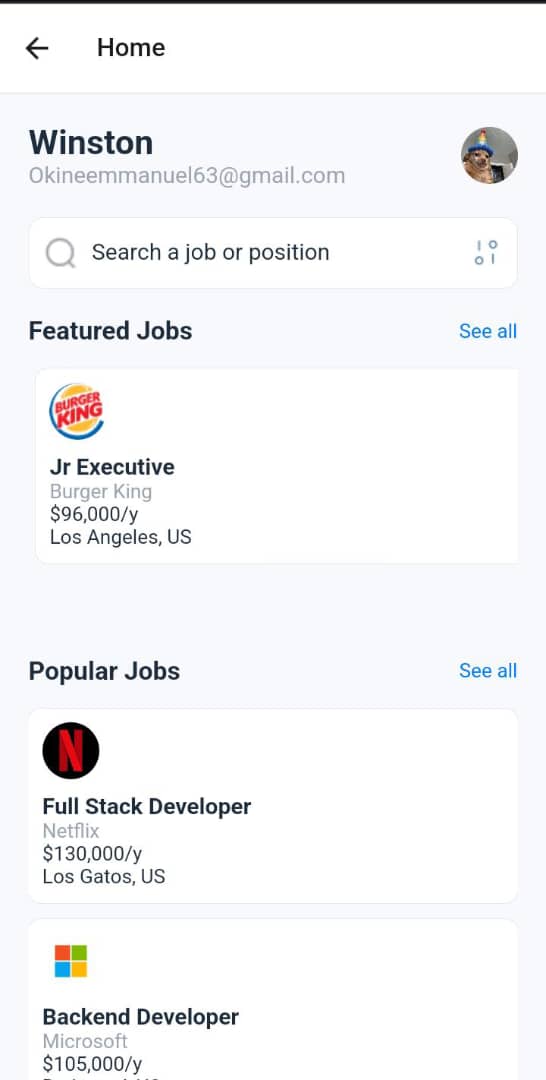 Home
Winston
Okineemmanuel63@gmail.com
Search a job or position
Featured Jobs
See all
BURGER
KING
Jr Executive
Burger King
$96,000/y
Los Angeles, US
Popular Jobs
See all
N
Full Stack Developer
Netflix
$130,000/y
Los Gatos, US
Backend Developer
Microsoft
$105,000/y